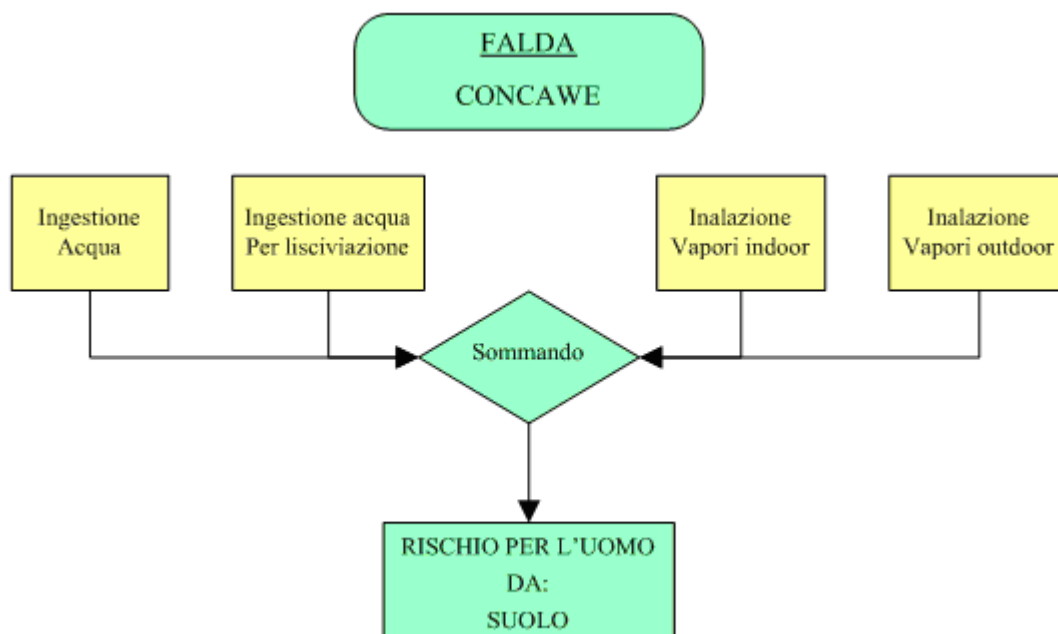 FALDA
CONCAWE
Ingestione
Acqua
Ingestione acqua
Per lisciviazione
Inalazione
Vapori indoor
Inalazione
Vapori outdoor
Sommando
RISCHIO PER L'UOMO
DA:
SUOLO